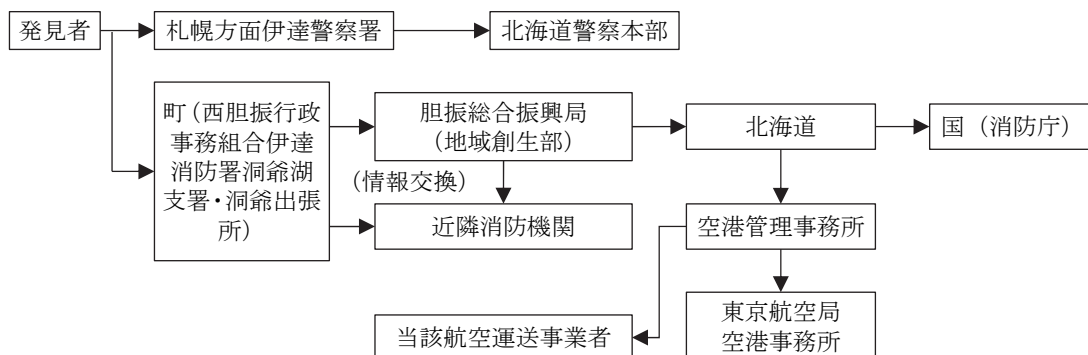 発見者
札幌方面伊達警察署
北海道警察本部
町（西胆振行政
事務組合伊達
消防署洞爺湖
支署・洞爺出張
所）
胆振総合振興局
（地域創生部）
北海道
国（消防庁）
（情報交換）
近隣消防機関
空港管理事務所
東京航空局
空港事務所
当該航空運送事業者